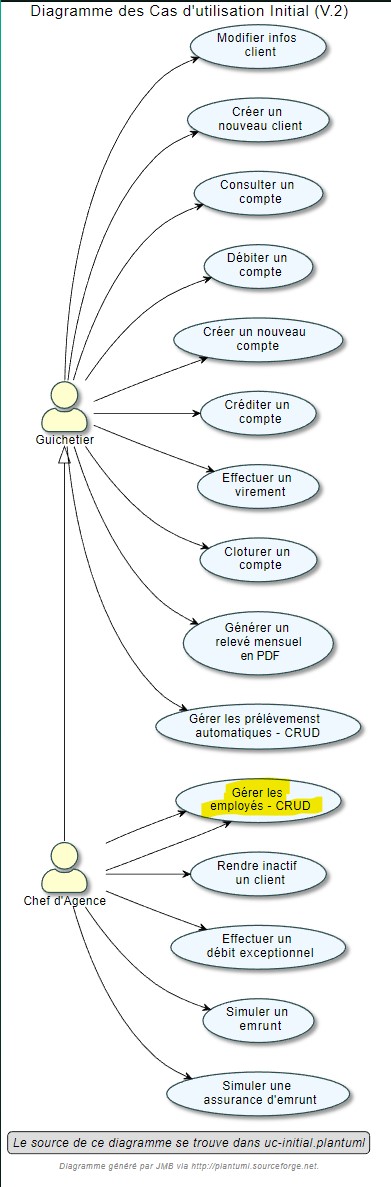 Diagramme des Cas d'utilisation Initial (V.2)
Modifier infos
client
Créer un
nouveau client
Consulter un
compte
Débiter un
compte
Créer un nouveau
compte
Créditer un
compte
Guichetier
Effectuer un
virement
Cloturer un
compte
Générer un
relevé mensuel
en PDF
Gérer les prélévemenst
automatiques - CRUD
Gérer les
employés - CRUD
Rendre inactif
un client
Chef d'Agence
Effectuer un
débit exceptionnel
Simuler un
emrunt
Simuler une
assurance d'emrunt
Le source de ce diagramme se trouve dans uc-initial.plantuml
Diagramme généré par JMB via http://plantuml.sourceforge.net.